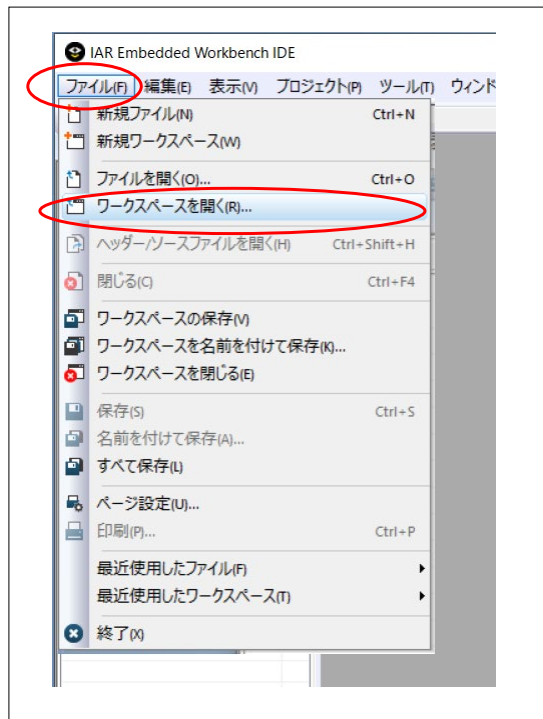 IAR Embedded Workbench IDE
ファイル(F) 編集(E) 表示(V) プロジェクト(P) ツール(T) ウィンド
新規ファイル(N) Ctrl+N
新規ワークスペース(W)
ファイルを開く(O)... Ctrl+O
ワークスペースを開く(R)...
ヘッダー/ソースファイルを開く(H) Ctrl+Shift+H
閉じる(C) Ctrl+F4
ワークスペースの保存(V)
ワークスペースを名前を付けて保存(K)...
ワークスペースを閉じる(E)
保存(S) Ctrl+S
名前を付けて保存(A)...
すべて保存(L)
ページ設定(U)...
印刷(P)... Ctrl+P
最近使用したファイル(F)
最近使用したワークスペース(T)
終了(X)